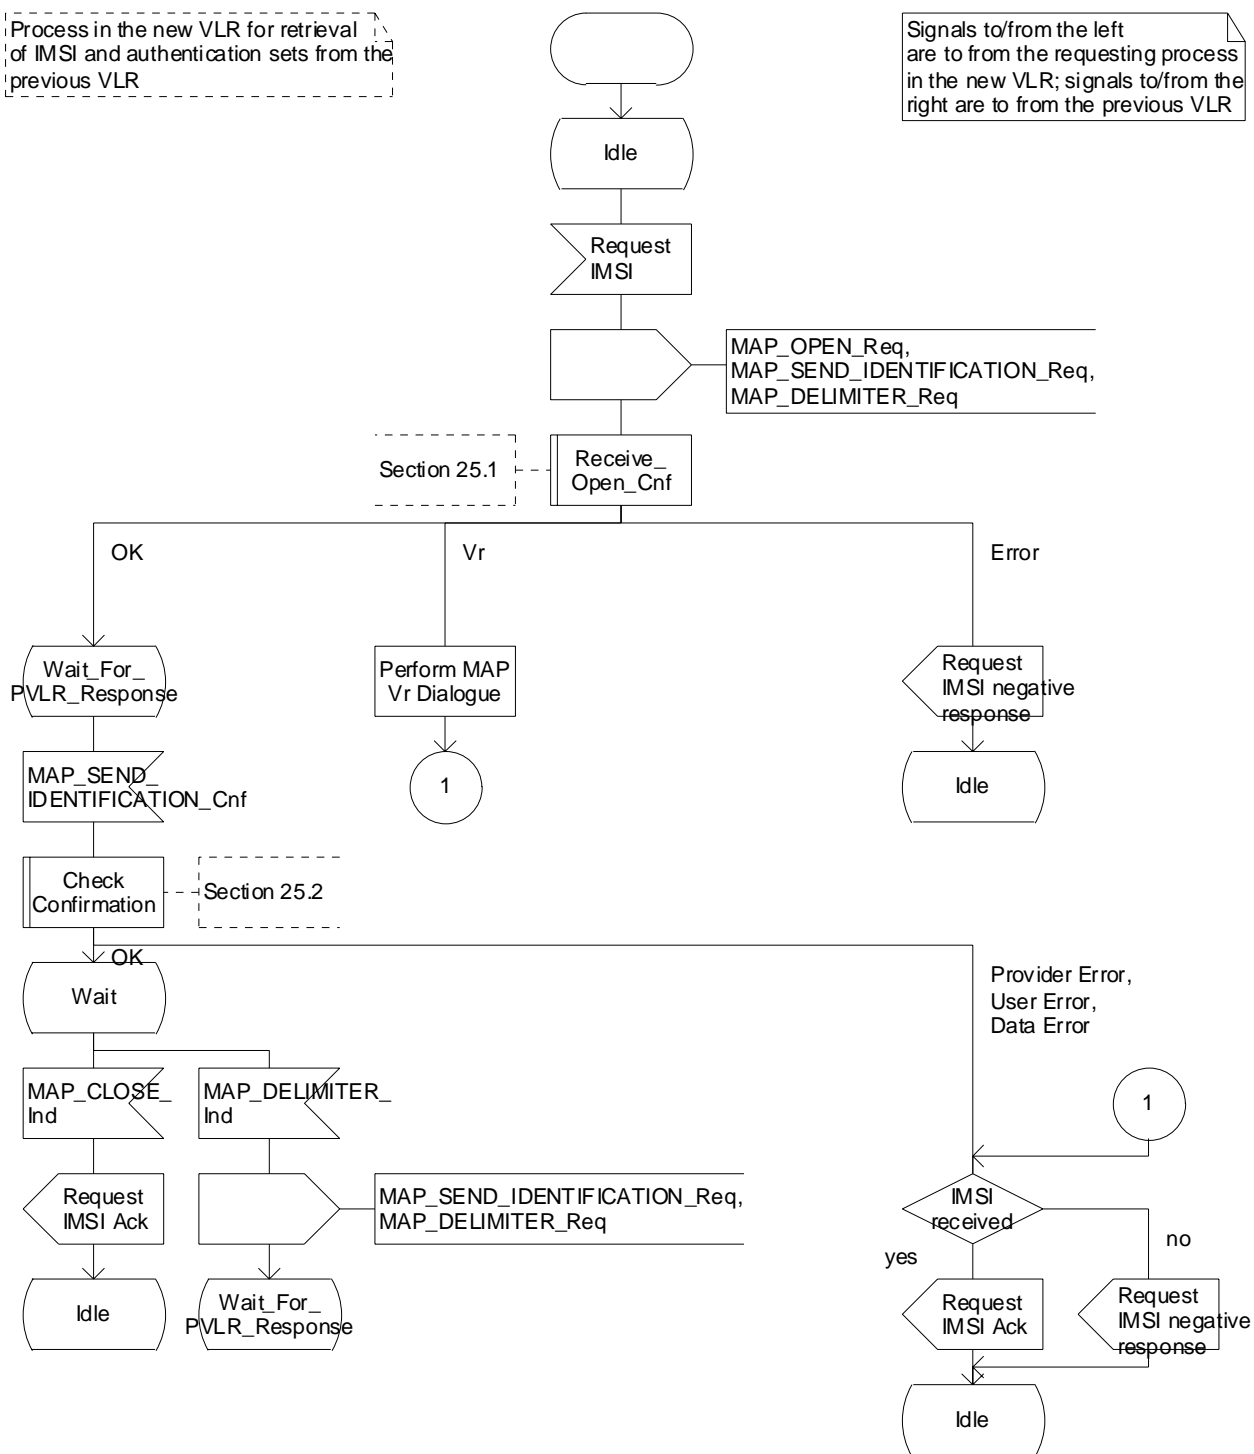 Process in the new VLR for retrieval
of IMSI and authentication sets from the
previous VLR
Signals to/from the left
are to from the requesting process
in the new VLR; signals to/from the
right are to from the previous VLR
Idle
Request
IMSI
MAP_OPEN_Req,
MAP_SEND_IDENTIFICATION_Req,
MAP_DELIMITER_Req
Section 25.1
Receive_
Open_Cnf
OK
Vr
Error
Wait_For_
PVLR_Response
Perform MAP
Vr Dialogue
Request
IMSI negative
response
MAP_SEND_
IDENTIFICATION_Cnf
1
Idle
Check
Confirmation
Section 25.2
OK
Wait
Provider Error,
User Error,
Data Error
MAP_CLOSE_
Ind
MAP_DELIMITER_
Ind
1
Request
IMSI Ack
MAP_SEND_IDENTIFICATION_Req,
MAP_DELIMITER_Req
IMSI
received
yes
no
Idle
Wait_For_
PVLR_Response
Request
IMSI Ack
Request
IMSI negative
response
Idle